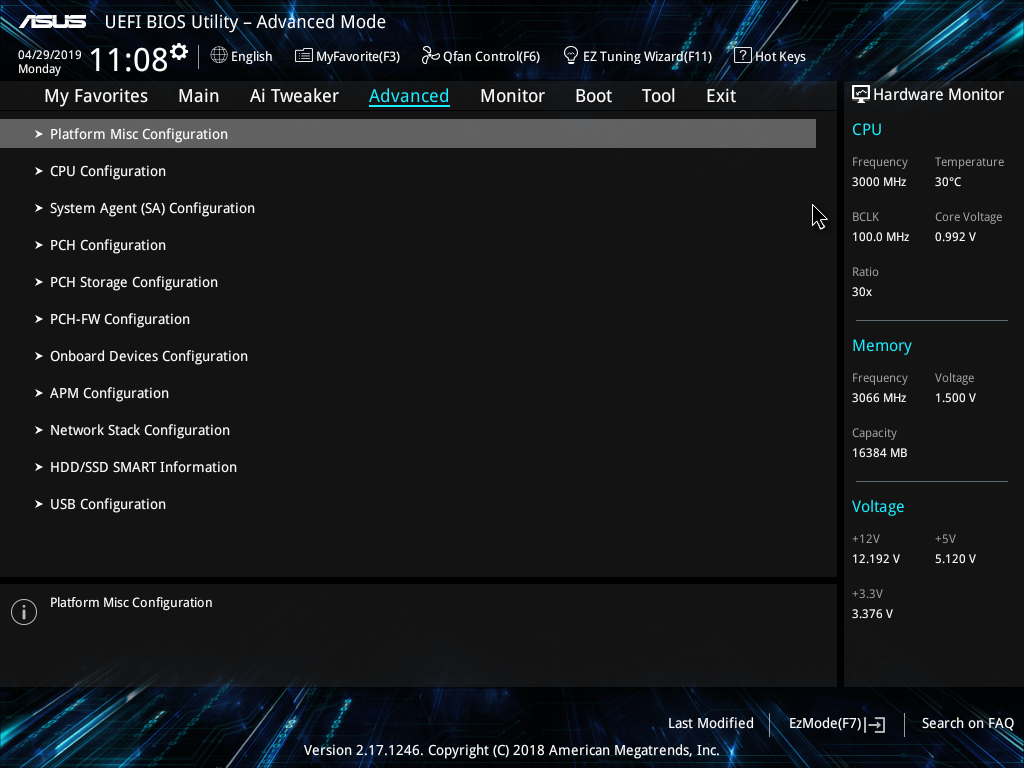 ASUS UEFI BIOS Utility – Advanced Mode
04/29/2019
Monday
11:08
English MyFavorite(F3) Qfan Control(F6) EZ Tuning Wizard(F11) ? Hot Keys
My Favorites Main Ai Tweaker Advanced Monitor Boot Tool Exit
Platform Misc Configuration
CPU Configuration
System Agent (SA) Configuration
PCH Configuration
PCH Storage Configuration
PCH-FW Configuration
Onboard Devices Configuration
APM Configuration
Network Stack Configuration
HDD/SSD SMART Information
USB Configuration
Platform Misc Configuration
Hardware Monitor
CPU
Frequency Temperature
3000 MHz 30°C
BCLK Core Voltage
100.0 MHz 0.992 V
Ratio
30x
Memory
Frequency Voltage
3066 MHz 1.500 V
Capacity
16384 MB
Voltage
+12V +5V
12.192 V 5.120 V
+3.3V
3.376 V
Last Modified EzMode(F7) Search on FAQ
Version 2.17.1246. Copyright (C) 2018 American Megatrends, Inc.